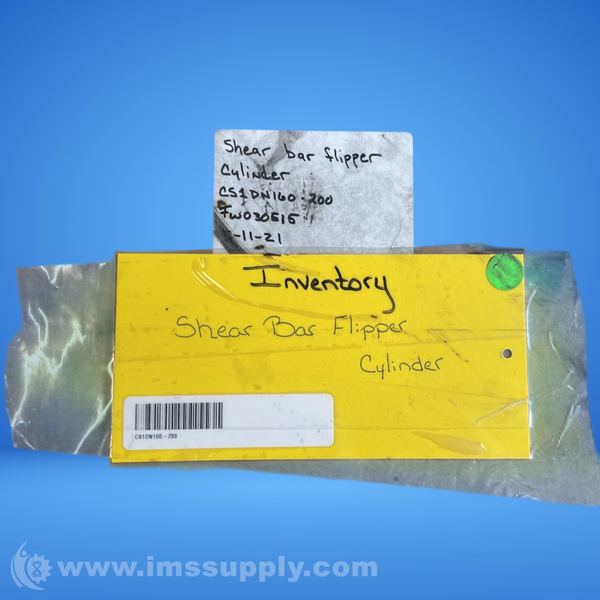 Shear bar flipper
Cylinder
CS1DN160-200
FW030515
-11-21
Inventory
Shear Bar Flipper
Cylinder
CS1DN160-200
www.imssupply.com